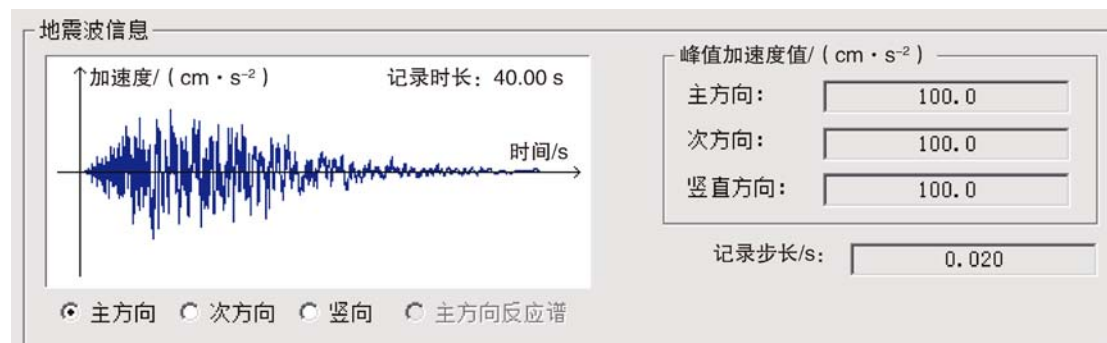 地震波信息
加速度/(cm·s⁻²)
记录时长：40.00 s
时间/s
主方向 次方向 竖向 主方向反应谱
峰值加速度值/(cm·s⁻²)
主方向： 100.0
次方向： 100.0
竖直方向： 100.0
记录步长/s： 0.020